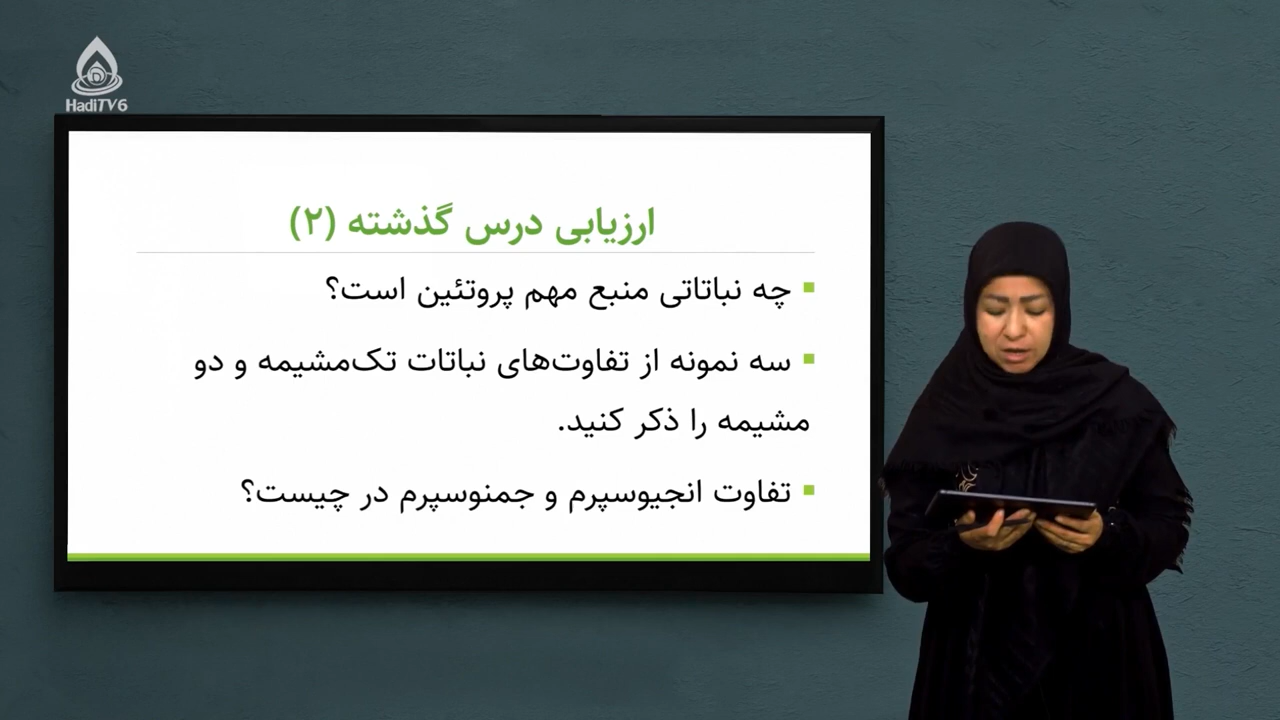 HadiTV6
ارزیابی درس گذشته (۲)
چه نباتاتی منبع مهم پروتئین است؟
سه نمونه از تفاوت‌های نباتات تک‌مشیمه و دو
مشیمه را ذکر کنید.
تفاوت انجیوسپرم و جمنوسپرم در چیست؟